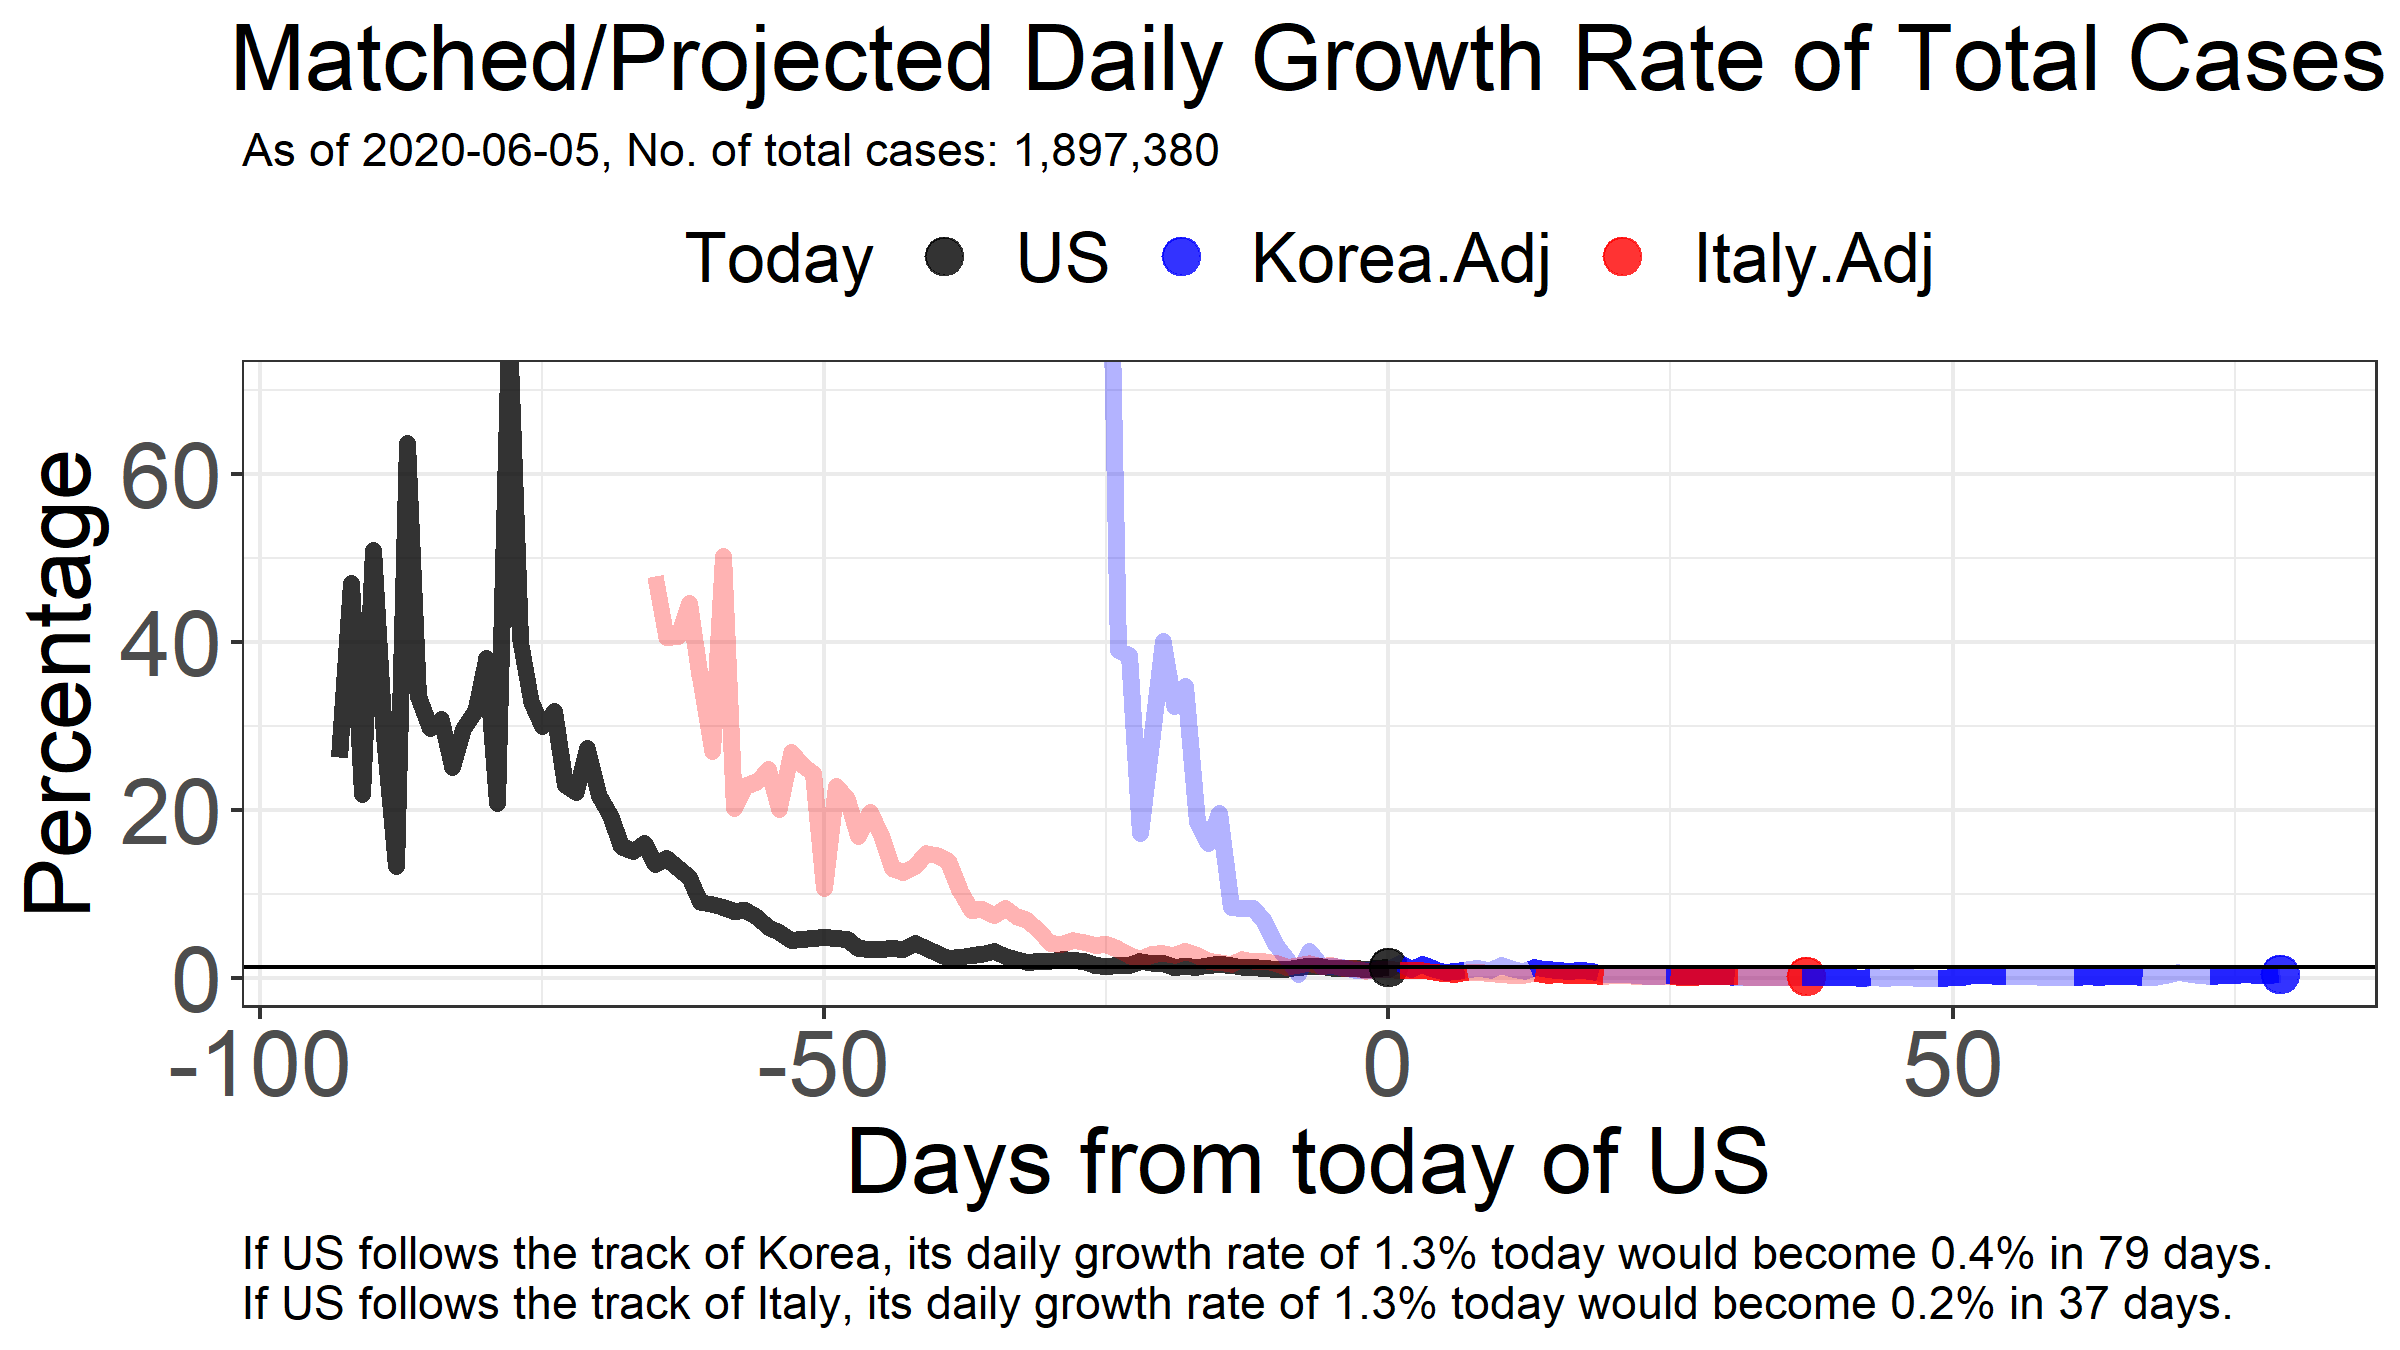 Matched/Projected Daily Growth Rate of Total Cases
As of 2020-06-05, No. of total cases: 1,897,380
Today US Korea.Adj Italy.Adj
Percentage
60
40
20
0
-100 -50 0 50
Days from today of US
If US follows the track of Korea, its daily growth rate of 1.3% today would become 0.4% in 79 days.
If US follows the track of Italy, its daily growth rate of 1.3% today would become 0.2% in 37 days.